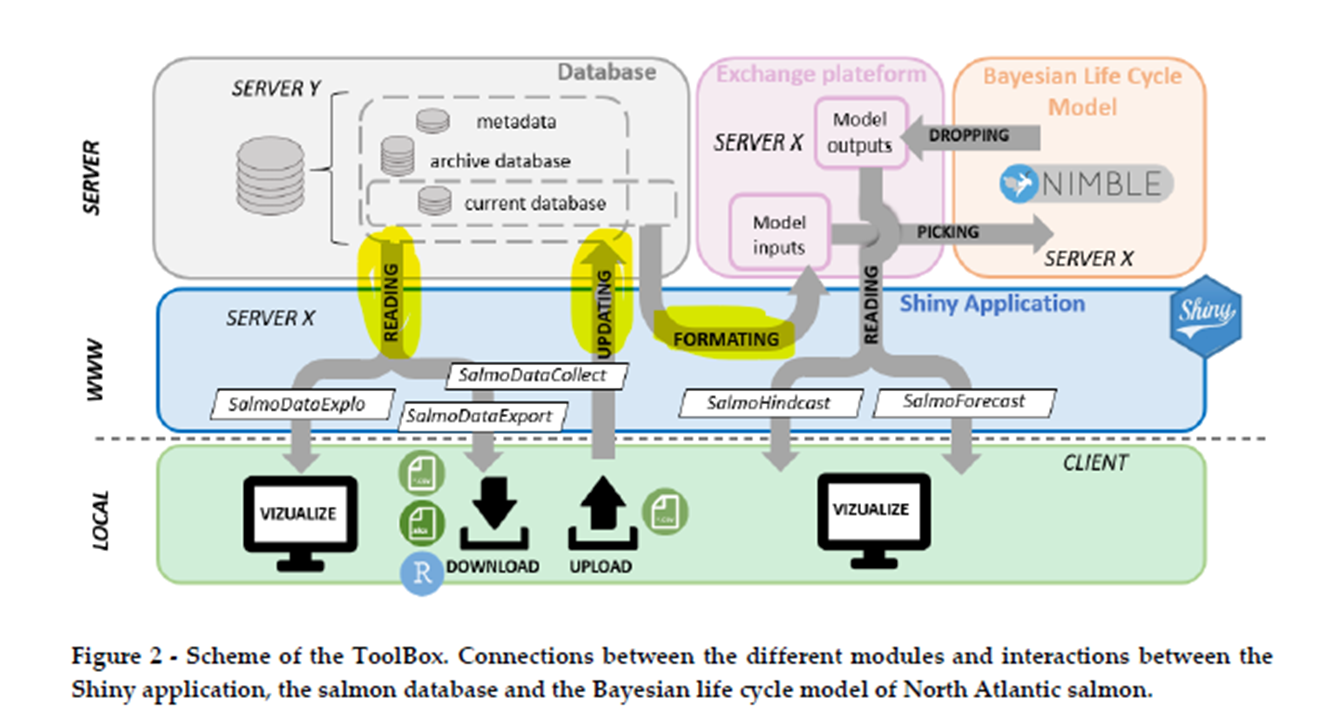 Database
SERVER Y
metadata
archive database
current database
Exchange plateform
SERVER X
Model
outputs
Model
inputs
Bayesian Life Cycle
Model
DROPPING
NIMBLE
PICKING
SERVER X
SERVER
READING
UPDATING
FORMATING
READING
Shiny Application
Shiny
SERVER X
WWW
SalmoDataExplo
SalmoDataCollect
SalmoDataExport
SalmoHindcast
SalmoForecast
CLIENT
LOCAL
VIZUALIZE
.xlsx
R
DOWNLOAD
UPLOAD
VIZUALIZE
Figure 2 - Scheme of the ToolBox. Connections between the different modules and interactions between the
Shiny application, the salmon database and the Bayesian life cycle model of North Atlantic salmon.